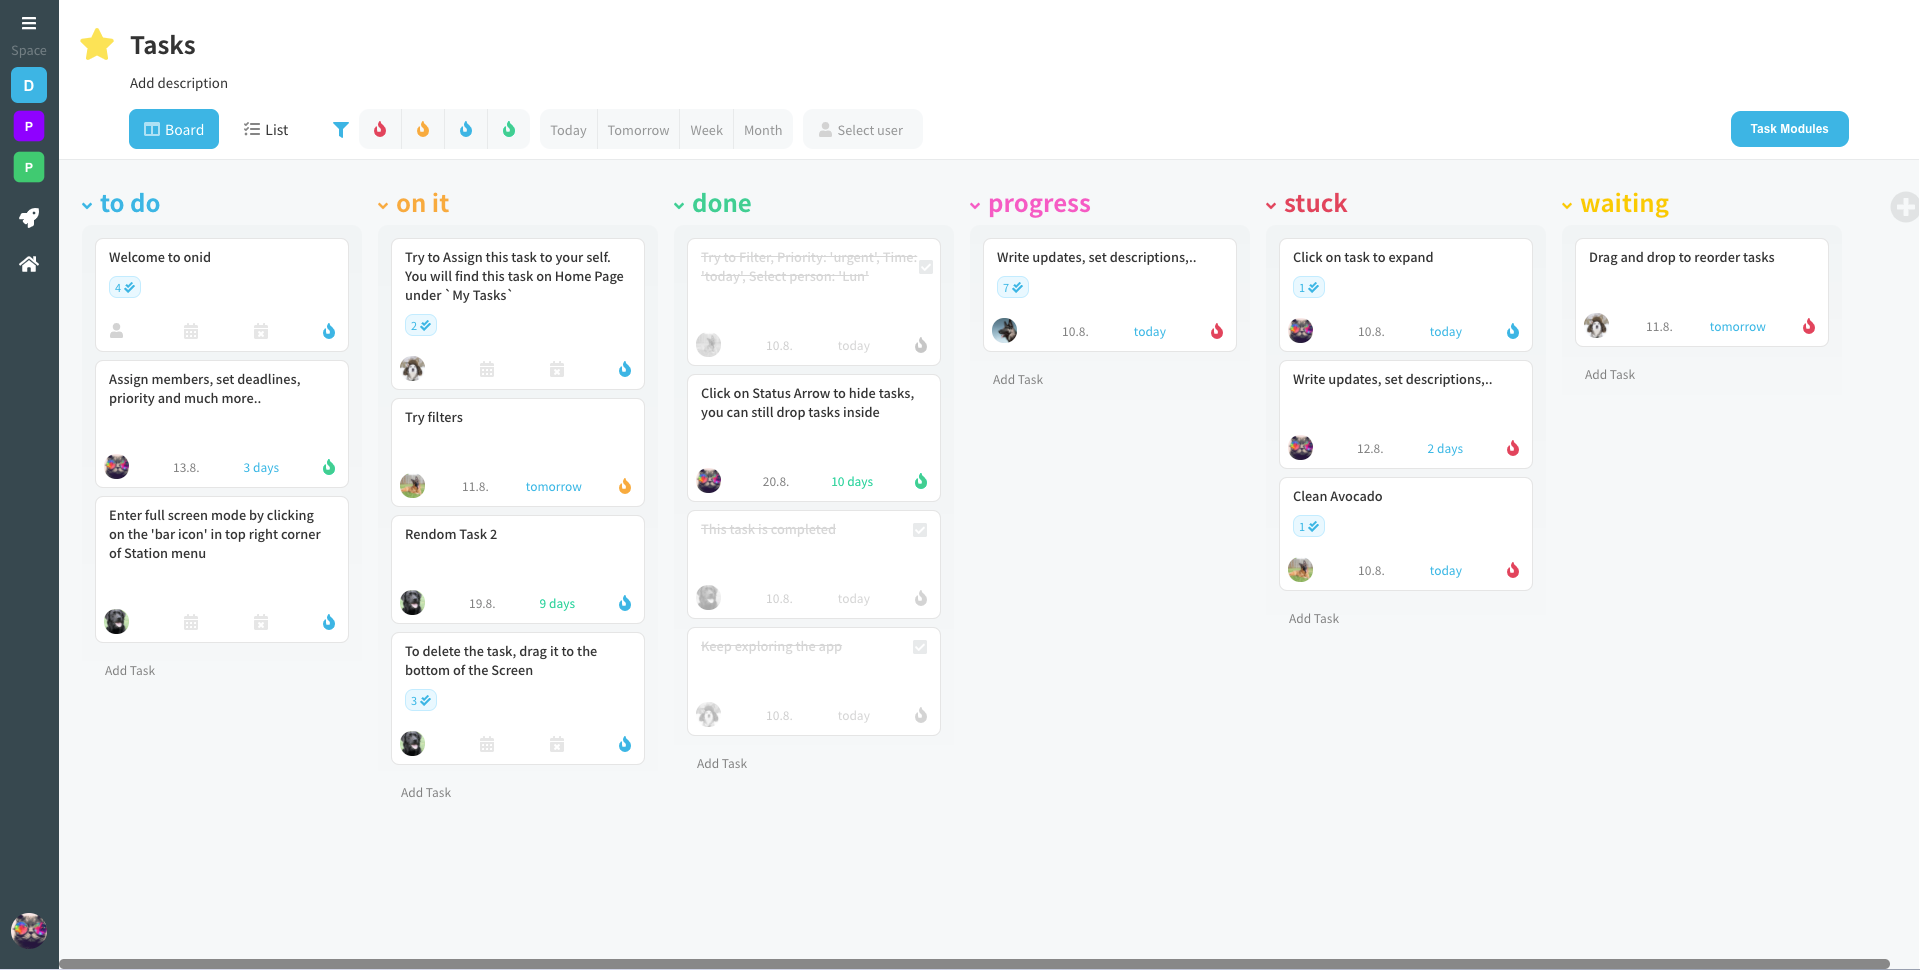 Space
D
P
P
Tasks
Add description
Board
List
Today
Tomorrow
Week
Month
Select user
Task Modules
to do
Welcome to onid
4
Assign members, set deadlines,
priority and much more..
13.8.
3 days
Enter full screen mode by clicking
on the 'bar icon' in top right corner
of Station menu
Add Task
on it
Try to Assign this task to your self.
You will find this task on Home Page
under `My Tasks`
2
Try filters
11.8.
tomorrow
Rendom Task 2
19.8.
9 days
To delete the task, drag it to the
bottom of the Screen
3
Add Task
done
Try to Filter, Priority: 'urgent', Time:
'today', Select person: 'Lun'
10.8.
today
Click on Status Arrow to hide tasks,
you can still drop tasks inside
20.8.
10 days
This task is completed
10.8.
today
Keep exploring the app
10.8.
today
Add Task
progress
Write updates, set descriptions,..
7
10.8.
today
Add Task
stuck
Click on task to expand
1
10.8.
today
Write updates, set descriptions,..
12.8.
2 days
Clean Avocado
1
10.8.
today
Add Task
waiting
Drag and drop to reorder tasks
11.8.
tomorrow
Add Task